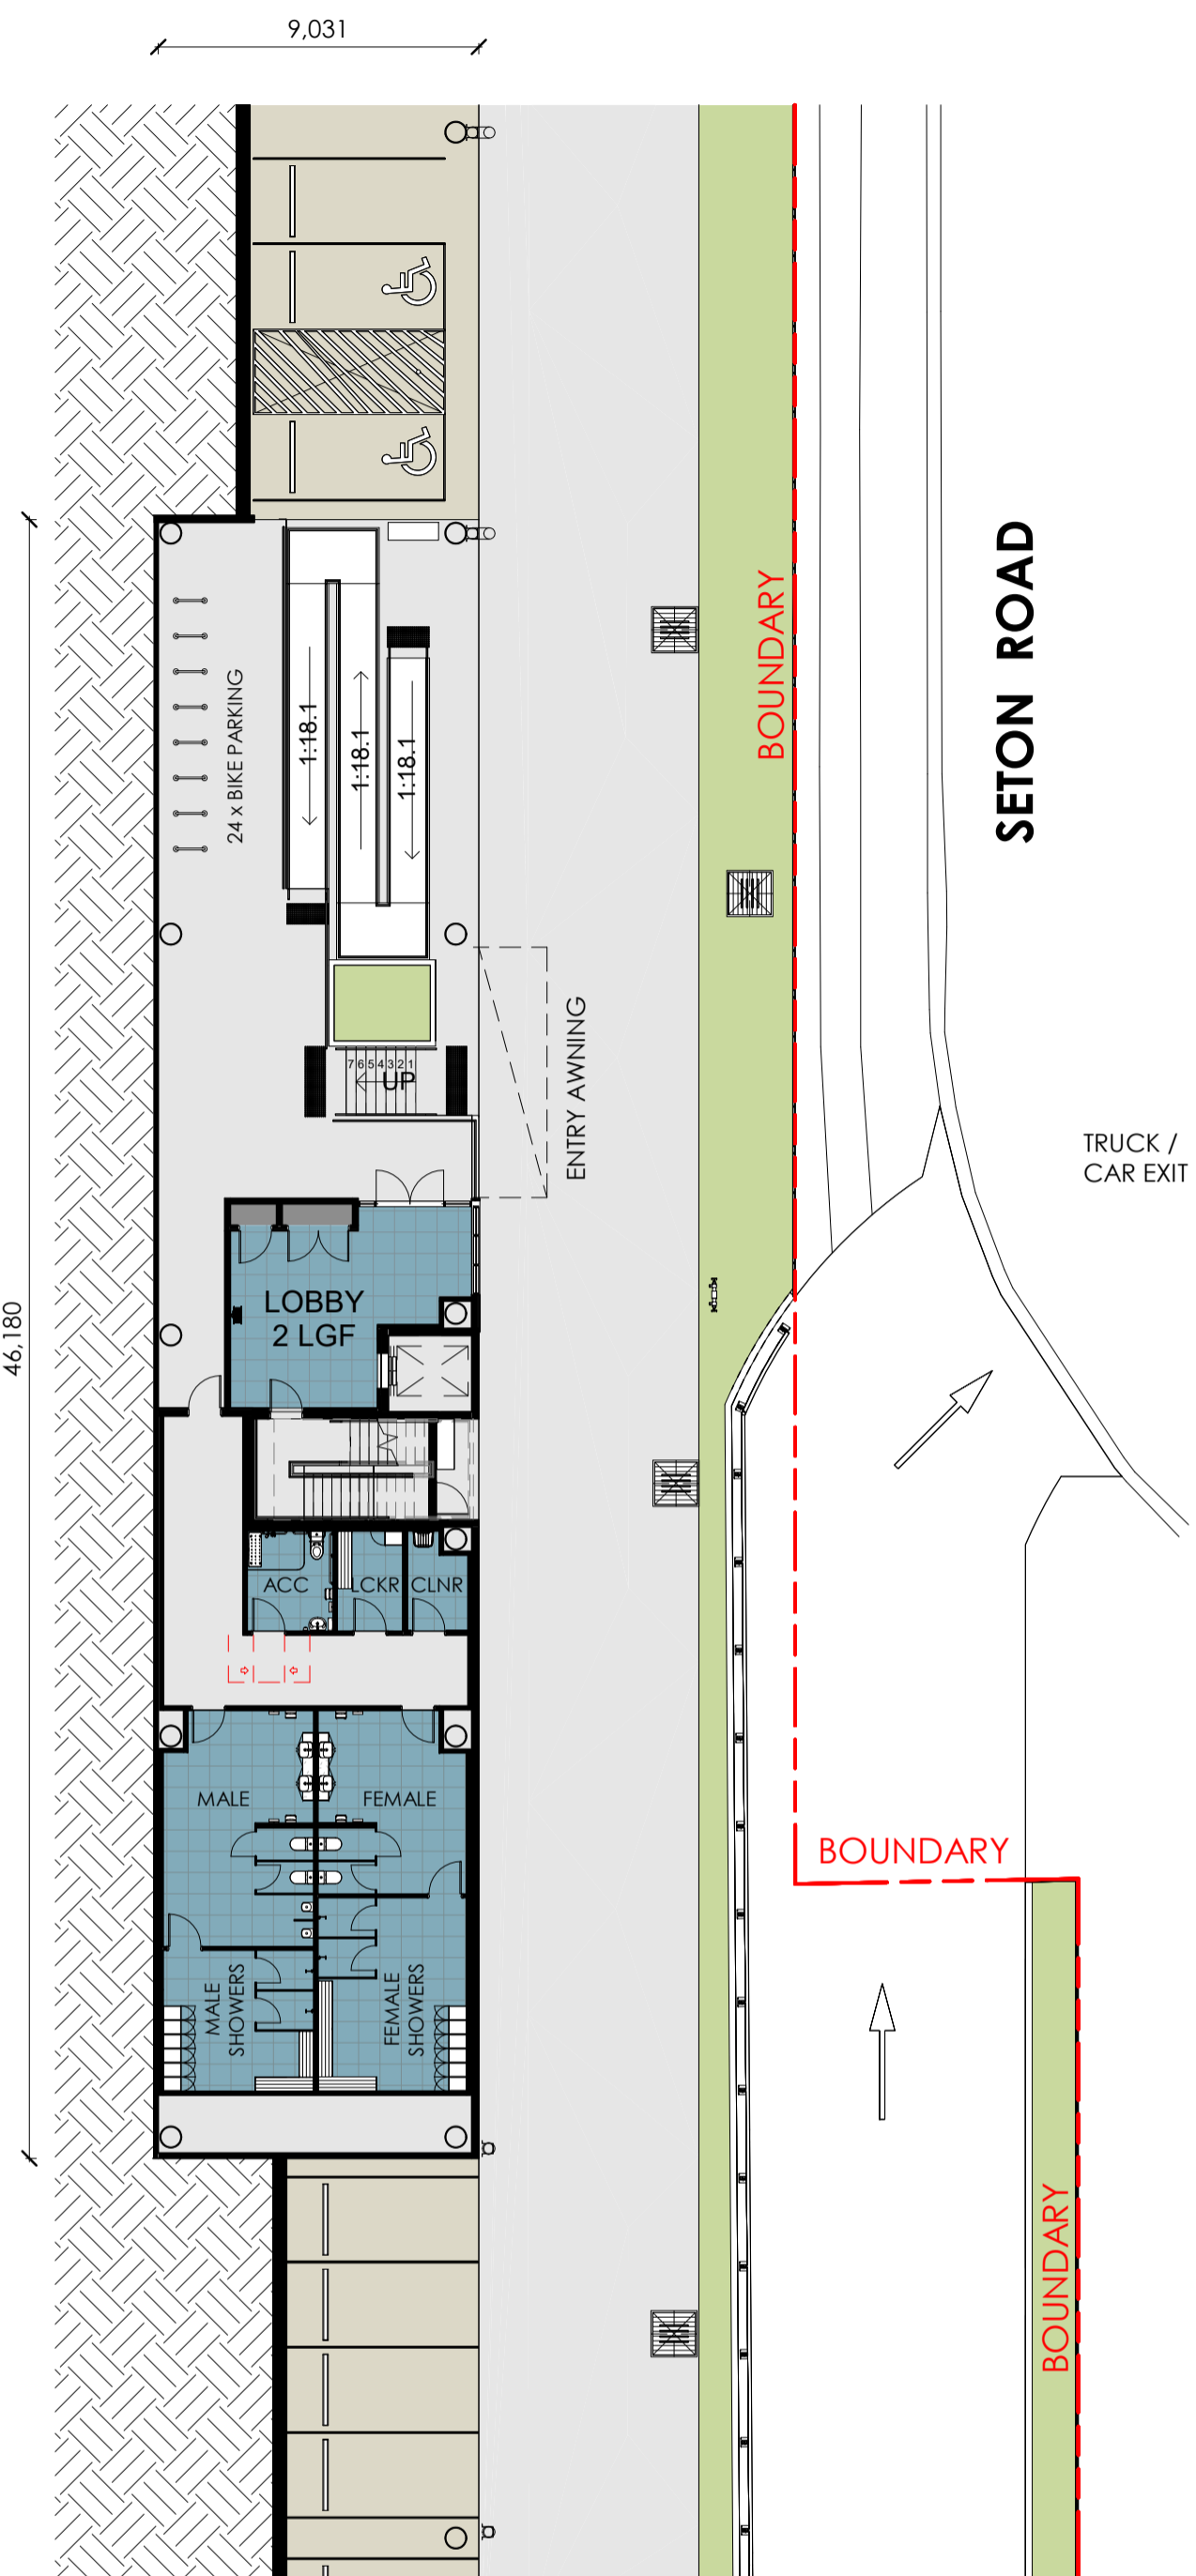 9,031
BOUNDARY
SETON ROAD
24 x BIKE PARKING
1:18.1
1:18.1
1:18.1
ENTRY AWNING
7 6 5 4 3 2 1
UP
TRUCK /
CAR EXIT
LOBBY
2 LGF
46,180
ACC
LCKR
CLNR
MALE
FEMALE
BOUNDARY
MALE
SHOWERS
FEMALE
SHOWERS
BOUNDARY